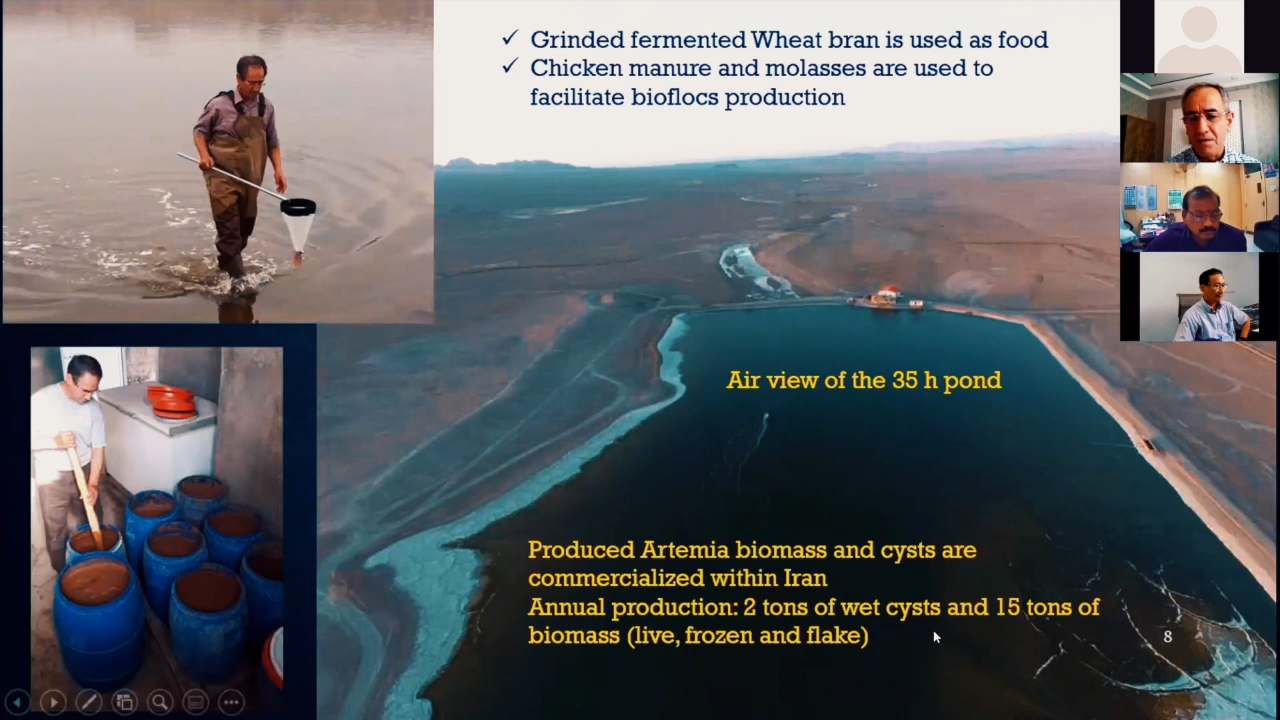 Grinded fermented Wheat bran is used as food
Chicken manure and molasses are used to
facilitate bioflocs production
Air view of the 35 h pond
Produced Artemia biomass and cysts are
commercialized within Iran
Annual production: 2 tons of wet cysts and 15 tons of
biomass (live, frozen and flake)
8